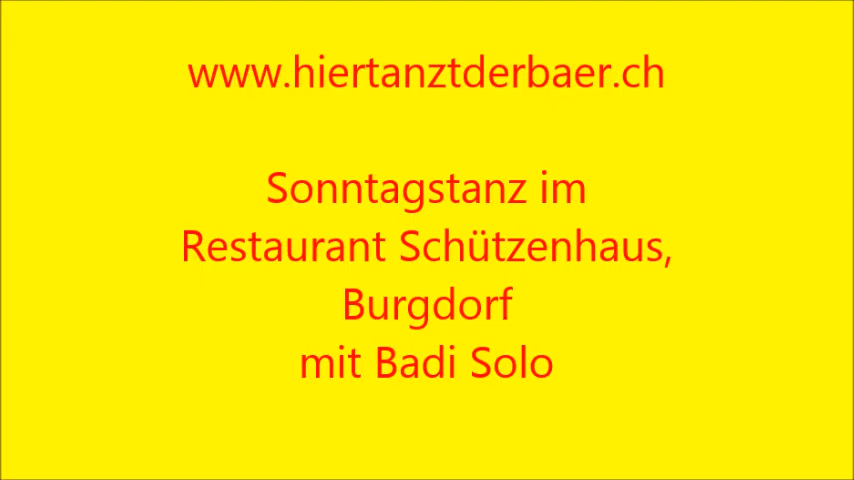 www.hiertanztderbaer.ch
Sonntagstanz im
Restaurant Schützenhaus,
Burgdorf
mit Badi Solo